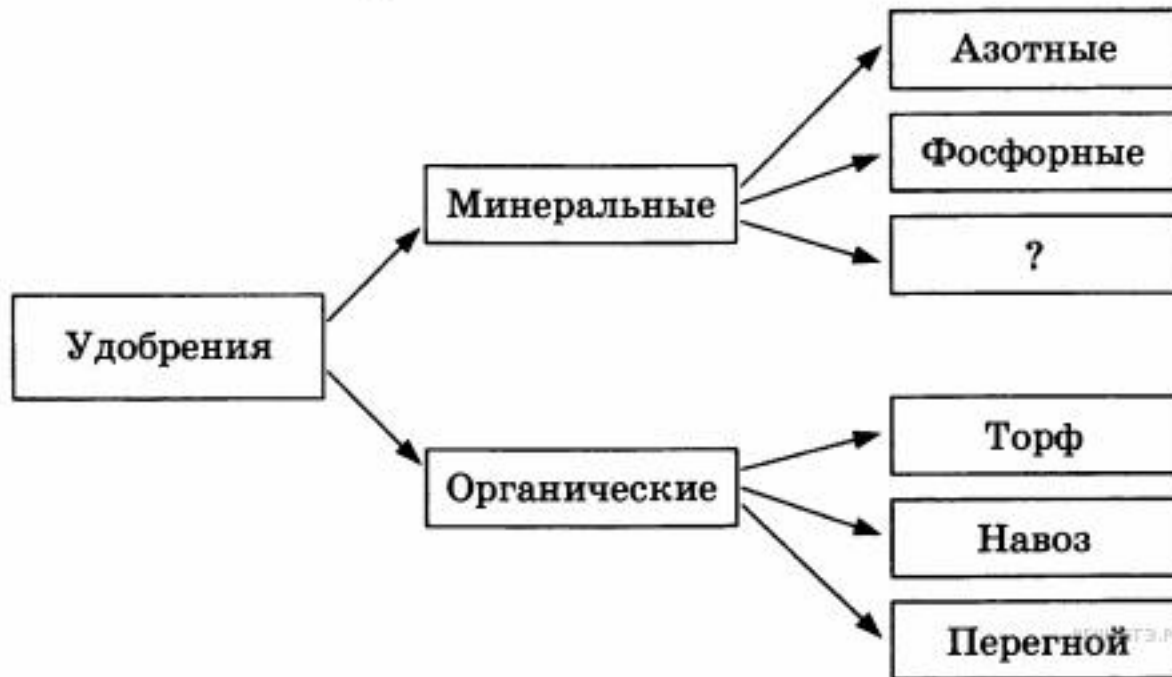 Азотные
Фосфорные
Минеральные
?
Удобрения
Торф
Органические
Навоз
Перегной